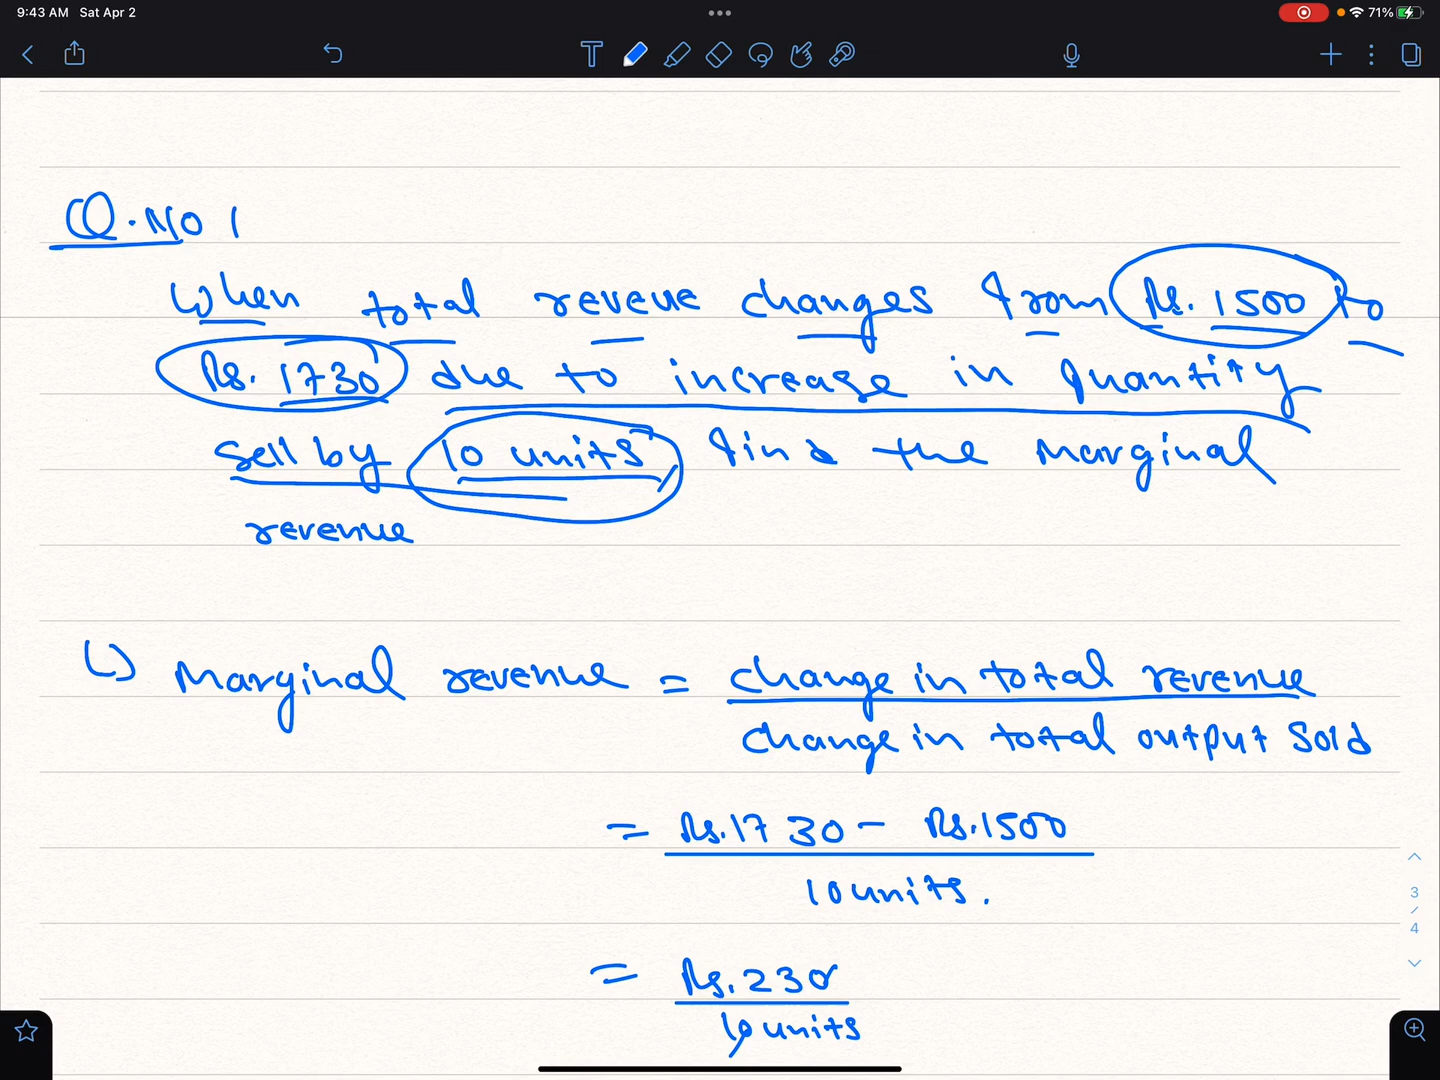 9:43 AM Sat Apr 2
71%
Q.NO 1
When total reveue changes from Rs. 1500 to
Rs. 1730 due to increase in quantity
sell by 10 units find the marginal
revenue
Marginal revenue = change in total revenue
change in total output sold
= Rs.1730 - Rs.1500
10 units.
= Rs.230
10 units
3
/
4